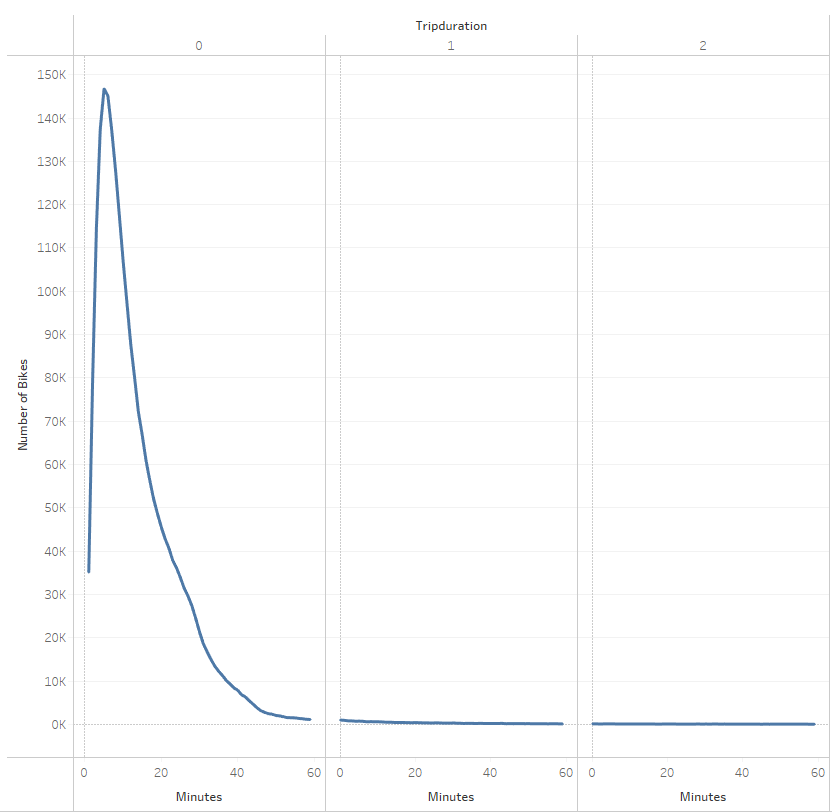 Tripduration
0 1 2
150K
140K
130K
120K
110K
100K
90K
80K
70K
60K
50K
40K
30K
20K
10K
0K
Number of Bikes
0 20 40 60 0 20 40 60 0 20 40 60
Minutes Minutes Minutes